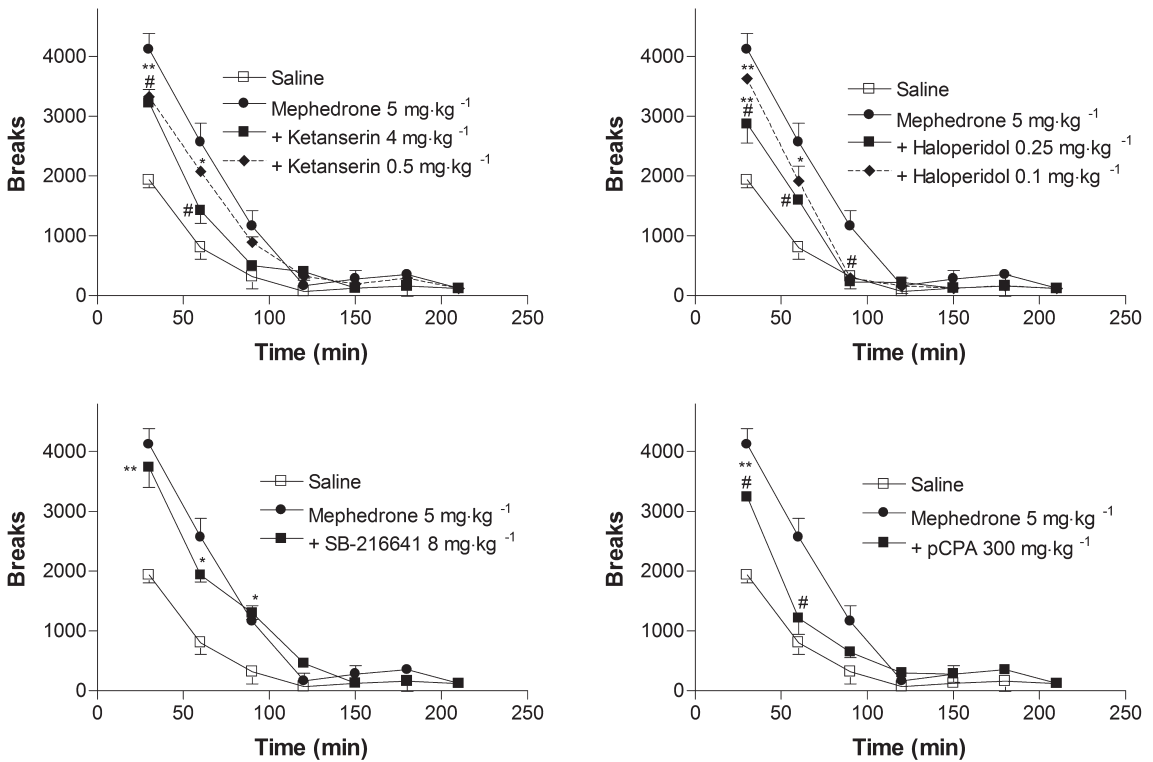 4000
3000
2000
1000
0
Breaks
**
#
*
#
Saline
Mephedrone 5 mg·kg -1
+ Ketanserin 4 mg·kg -1
+ Ketanserin 0.5 mg·kg -1
0 50 100 150 200 250
Time (min)
4000
3000
2000
1000
0
Breaks
**
**
#
*
#
#
Saline
Mephedrone 5 mg·kg -1
+ Haloperidol 0.25 mg·kg -1
+ Haloperidol 0.1 mg·kg -1
0 50 100 150 200 250
Time (min)
4000
3000
2000
1000
0
Breaks
**
*
*
Saline
Mephedrone 5 mg·kg -1
+ SB-216641 8 mg·kg -1
0 50 100 150 200 250
Time (min)
4000
3000
2000
1000
0
Breaks
**
#
#
Saline
Mephedrone 5 mg·kg -1
+ pCPA 300 mg·kg -1
0 50 100 150 200 250
Time (min)